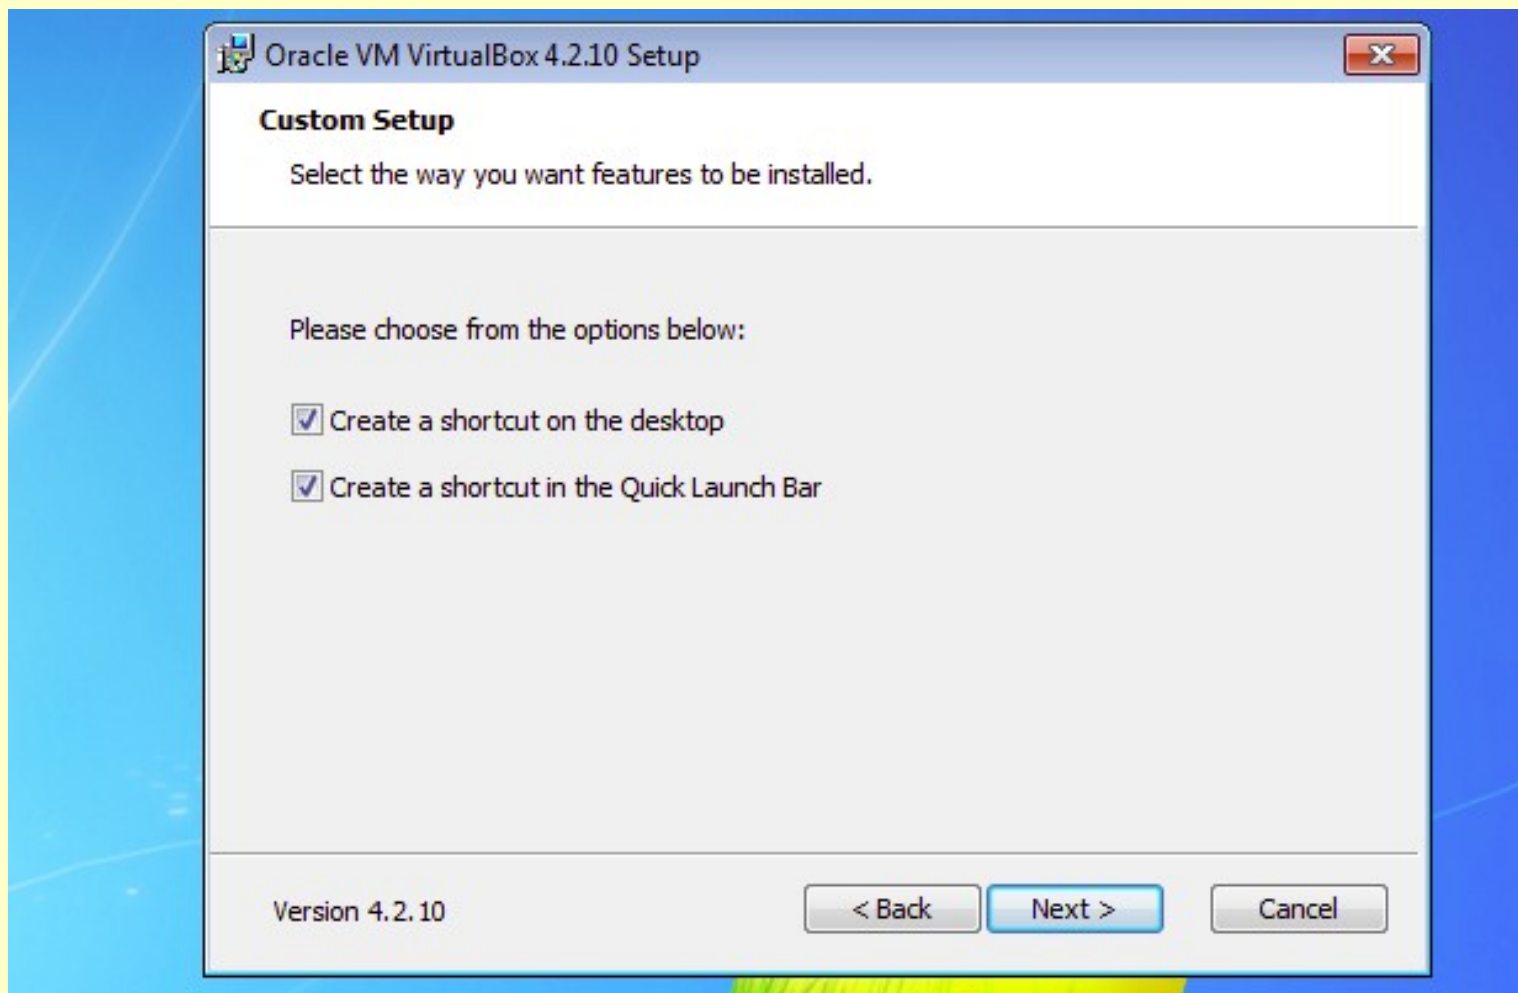 Oracle VM VirtualBox 4.2.10 Setup
Custom Setup
Select the way you want features to be installed.
Please choose from the options below:
Create a shortcut on the desktop
Create a shortcut in the Quick Launch Bar
Version 4.2.10
< Back
Next >
Cancel